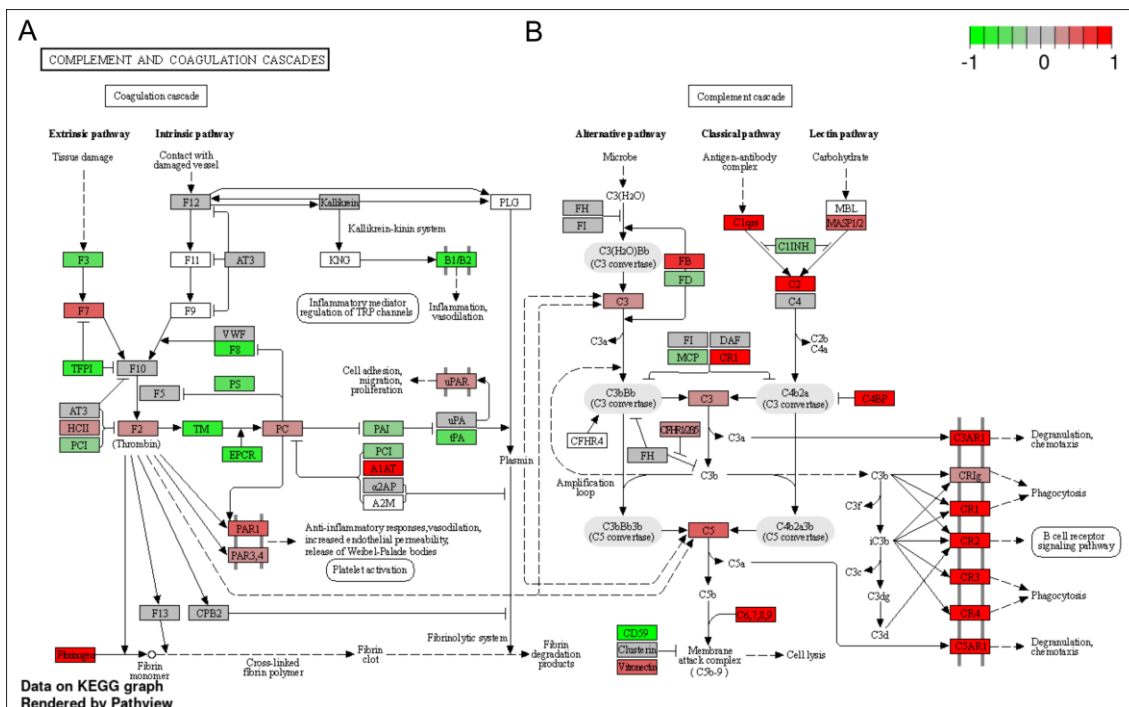 A
B
COMPLEMENT AND COAGULATION CASCADES
-1 0 1
Coagulation cascade
Complement cascade
Extrinsic pathway
Intrinsic pathway
Alternative pathway
Classical pathway
Lectin pathway
Tissue damage
Contact with
damaged vessel
Microbe
Antigen-antibody
complex
Carbohydrate
F12
Kallikrein
PLG
C3(H2O)
FH
FI
C1qrs
MBL
MASP1/2
Kallikrein-kinin system
F3
F11
AT3
KNG
B1/B2
C3(H2O)Bb
(C3 convertase)
FB
FD
C1INH
C2
C4
F7
F9
Inflammatory mediator
regulation of TRP channels
Inflammation,
vasodilation
C3
C3a
C2b
C4a
VWF
F8
FI
DAF
MCP
CR1
TFPI
F10
Cell adhesion,
migration,
proliferation
uPAR
PS
F5
C3bBb
(C3 convertase)
C3
C4b2a
(C3 convertase)
C4BP
AT3
HCII
PCI
F2
(Thrombin)
TM
EPCR
PC
PAI
uPA
tPA
CFHR4
FH
C3a
C3b
C3AR1
Degranulation,
chemotaxis
PCI
A1AT
α2AP
A2M
Plasmin
Amplification
loop
C3b
C3f
iC3b
C3c
C3dg
C3d
CRIg
CR1
CR2
CR3
CR4
C5AR1
Phagocytosis
B cell receptor
signaling pathway
Phagocytosis
Degranulation,
chemotaxis
PAR1
PAR3,4
Anti-inflammatory responses,vasodilation,
increased endothelial permeability,
release of Weibel-Palade bodies
Platelet activation
C3bBb3b
(C5 convertase)
C5
C4b2a3b
(C5 convertase)
C5a
C5b
F13
CPB2
C6,7,8,9
CD59
Clusterin
Vitronectin
Membrane
attack complex
(C5b-9)
Cell lysis
Fibrinolytic system
Fibrinogen
Fibrin
monomer
Cross-linked
fibrin polymer
Fibrin
clot
Fibrin
degradation
products
Data on KEGG graph
Rendered by Pathview